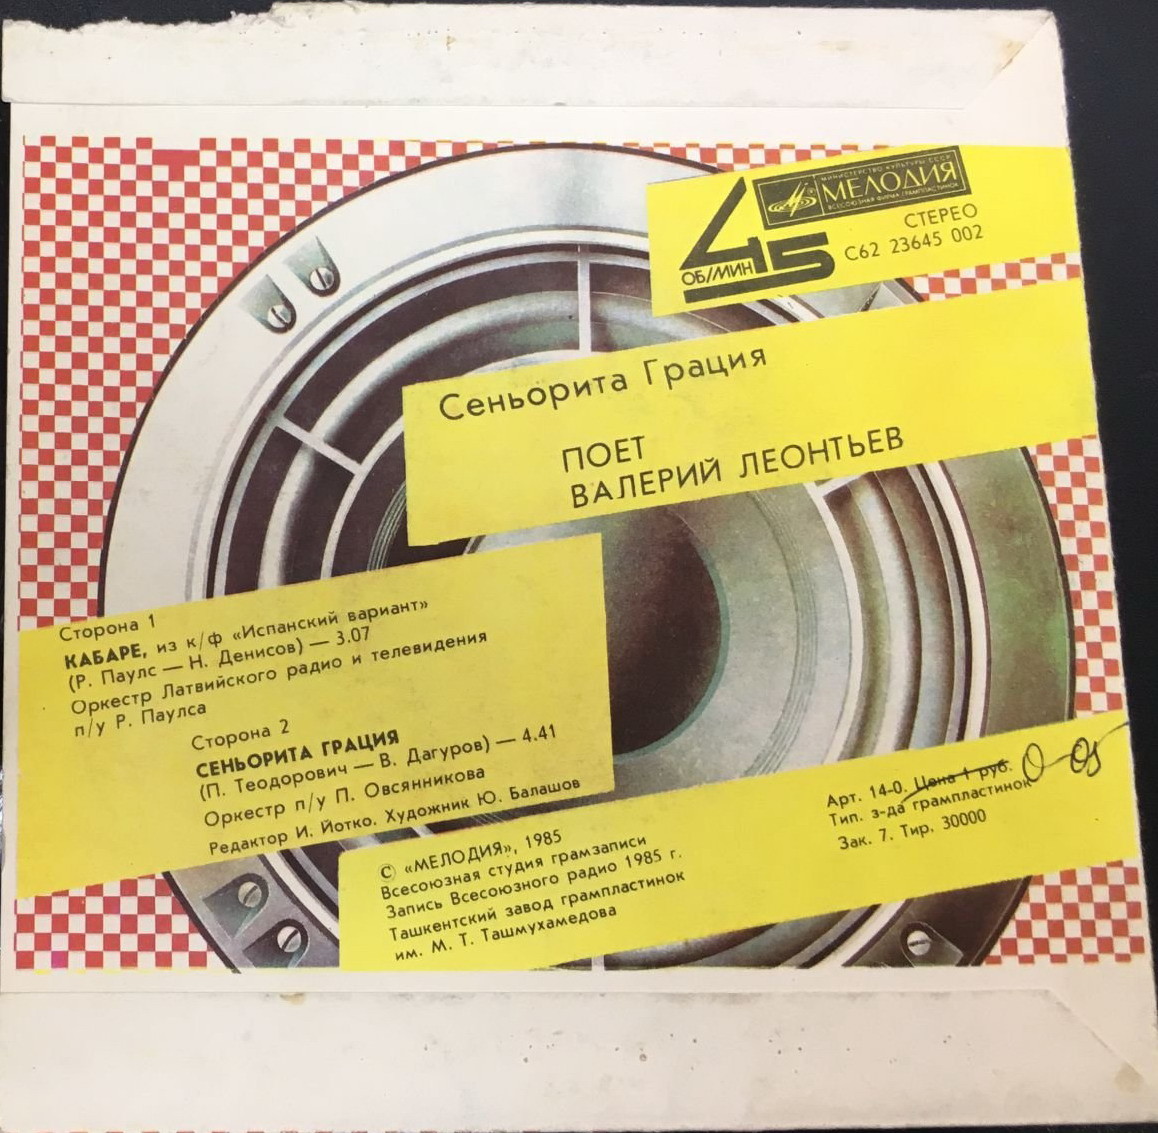 МИНИСТЕРСТВО КУЛЬТУРЫ СССР
МЕЛОДИЯ
ВСЕСОЮЗНАЯ ФИРМА ГРАМПЛАСТИНОК
45
ОБ/МИН
СТЕРЕО
С62 23645 002
Сеньорита Грация
ПОЕТ
ВАЛЕРИЙ ЛЕОНТЬЕВ
Сторона 1
КАБАРЕ, из к/ф «Испанский вариант»
(Р. Паулс — Н. Денисов) — 3.07
Оркестр Латвийского радио и телевидения
п/у Р. Паулса
Сторона 2
СЕНЬОРИТА ГРАЦИЯ
(П. Теодорович — В. Дагуров) — 4.41
Оркестр п/у П. Овсянникова
Редактор И. Йотко. Художник Ю. Балашов
© «МЕЛОДИЯ», 1985
Всесоюзная студия грамзаписи
Запись Всесоюзного радио 1985 г.
Ташкентский завод грампластинок
им. М. Т. Ташмухамедова
Арт. 14-0. Цена 1 руб. 0-05
Тип. з-да грампластинок
Зак. 7. Тир. 30000